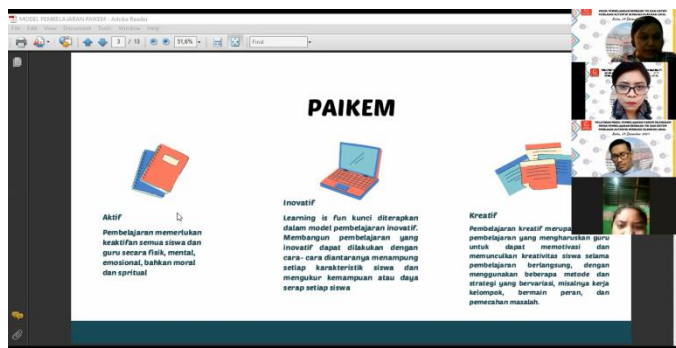 MODEL PEMBELAJARAN PAIKEM - Adobe Reader
File Edit View Document Tools Window Help
3 / 13
57,6%
Find
PAIKEM
Aktif
Pembelajaran memerlukan
keaktifan semua siswa dan
guru secara fisik, mental,
emosional, bahkan moral
dan spritual
Inovatif
Learning is fun kunci diterapkan
dalam model pembelajaran inovatif.
Membangun pembelajaran yang
inovatif dapat dilakukan dengan
cara- cara diantaranya menampung
setiap karakteristik siswa dan
mengukur kemampuan atau daya
serap setiap siswa
Kreatif
Pembelajaran kreatif
pembelajaran yang mengharuskan guru
untuk dapat memotivasi dan
memunculkan kreativitas siswa selama
pembelajaran berlangsung, dengan
menggunakan beberapa metode dan
strategi yang bervariasi, misalnya kerja
kelompok, bermain peran, dan
pemecahan masalah.